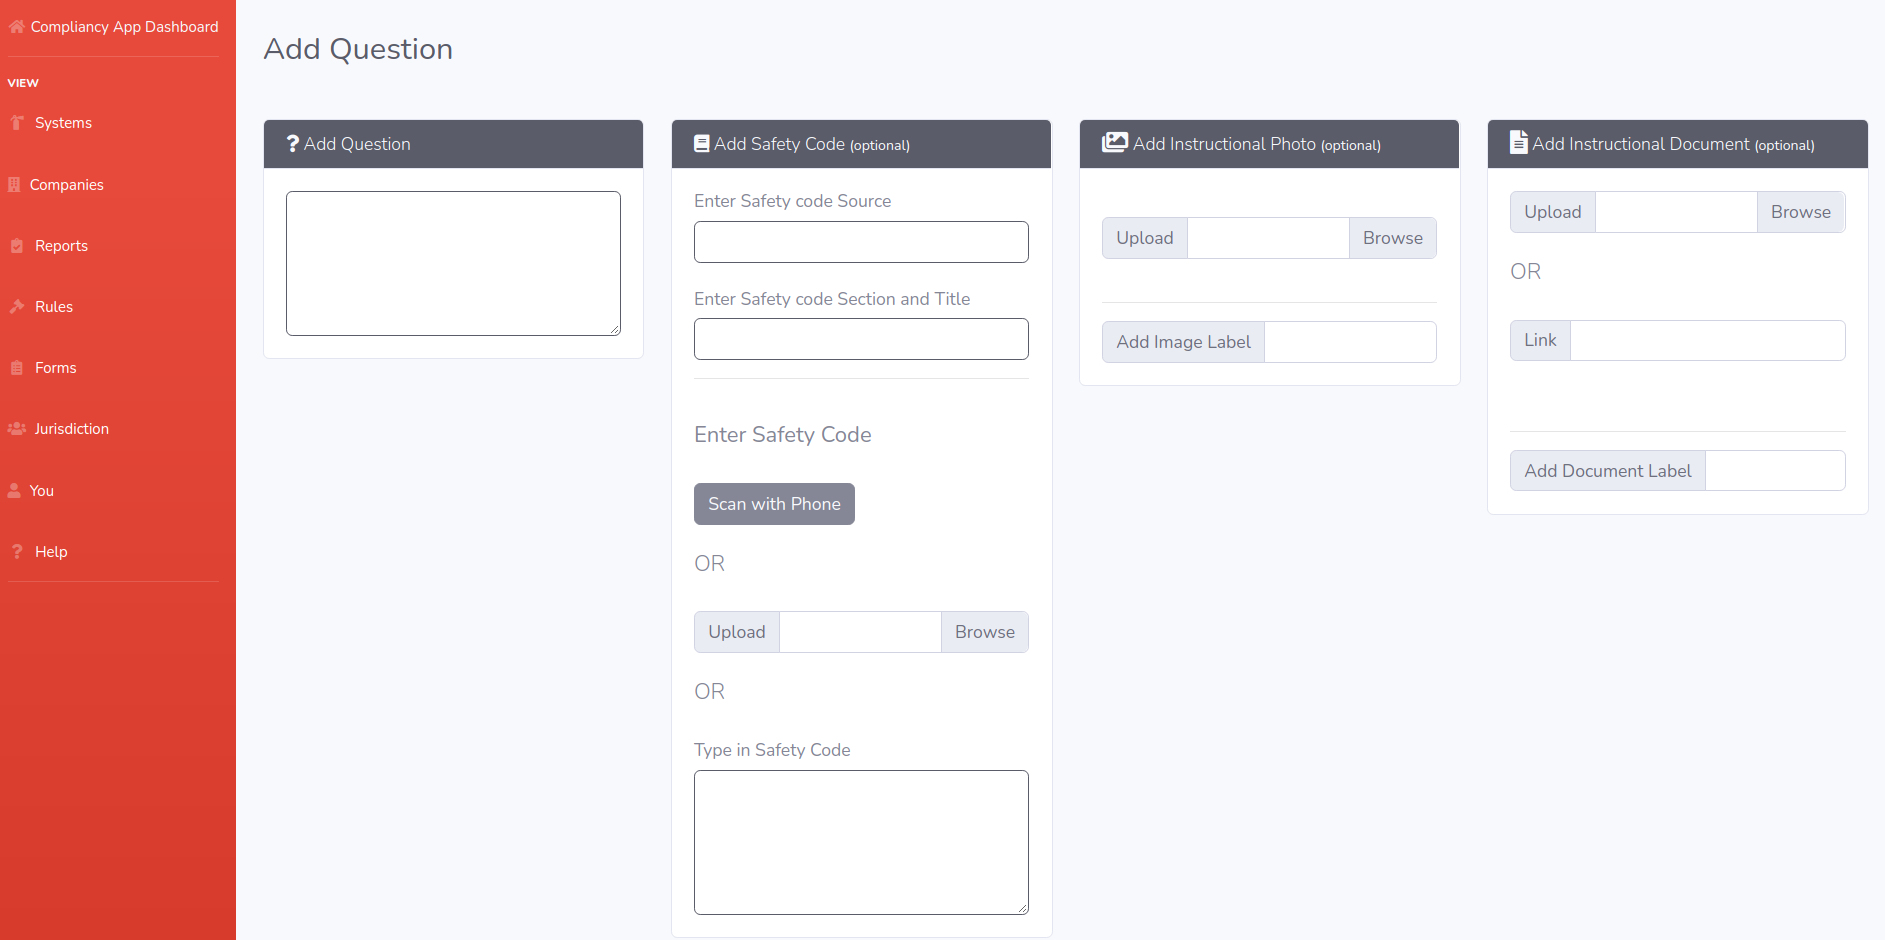 Compliancy App Dashboard
VIEW
Systems
Companies
Reports
Rules
Forms
Jurisdiction
You
Help
Add Question
? Add Question
Add Safety Code (optional)
Enter Safety code Source
Enter Safety code Section and Title
Enter Safety Code
Scan with Phone
OR
Upload Browse
OR
Type in Safety Code
Add Instructional Photo (optional)
Upload Browse
Add Image Label
Add Instructional Document (optional)
Upload Browse
OR
Link
Add Document Label